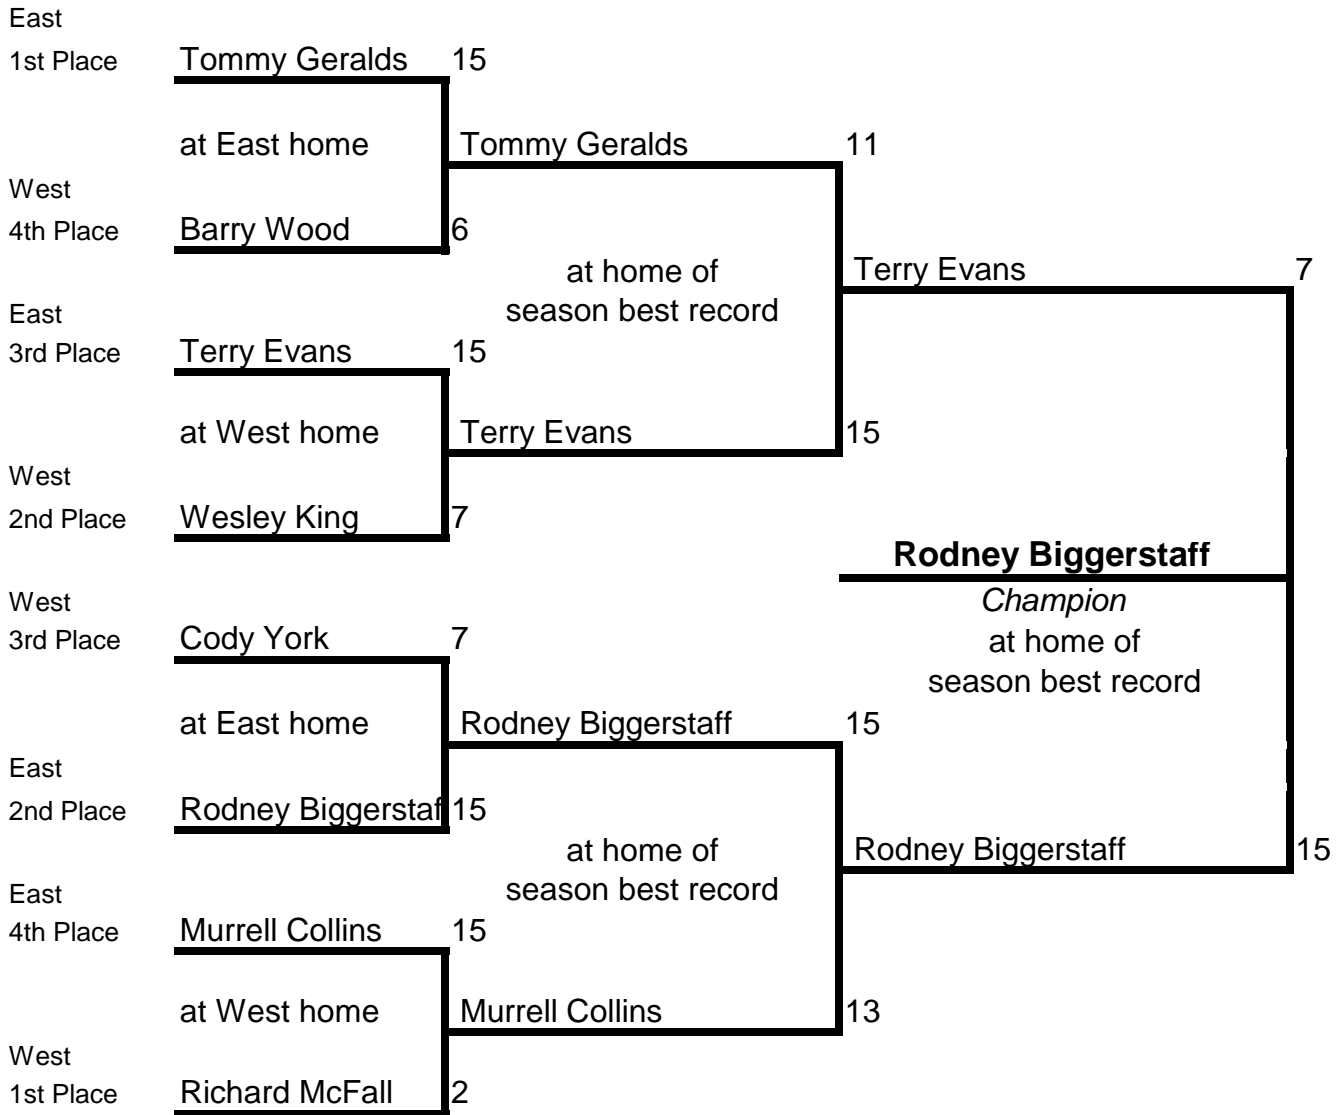 East
1st Place Tommy Geralds 15
at East home Tommy Geralds 11
West
4th Place Barry Wood 6
at home of Terry Evans 7
East season best record
3rd Place Terry Evans 15
at West home Terry Evans 15
West
2nd Place Wesley King 7
Rodney Biggerstaff
West Champion
3rd Place Cody York 7 at home of
season best record
at East home Rodney Biggerstaff 15
East
2nd Place Rodney Biggerstaf 15
at home of Rodney Biggerstaff 15
East season best record
4th Place Murrell Collins 15
at West home Murrell Collins 13
West
1st Place Richard McFall 2